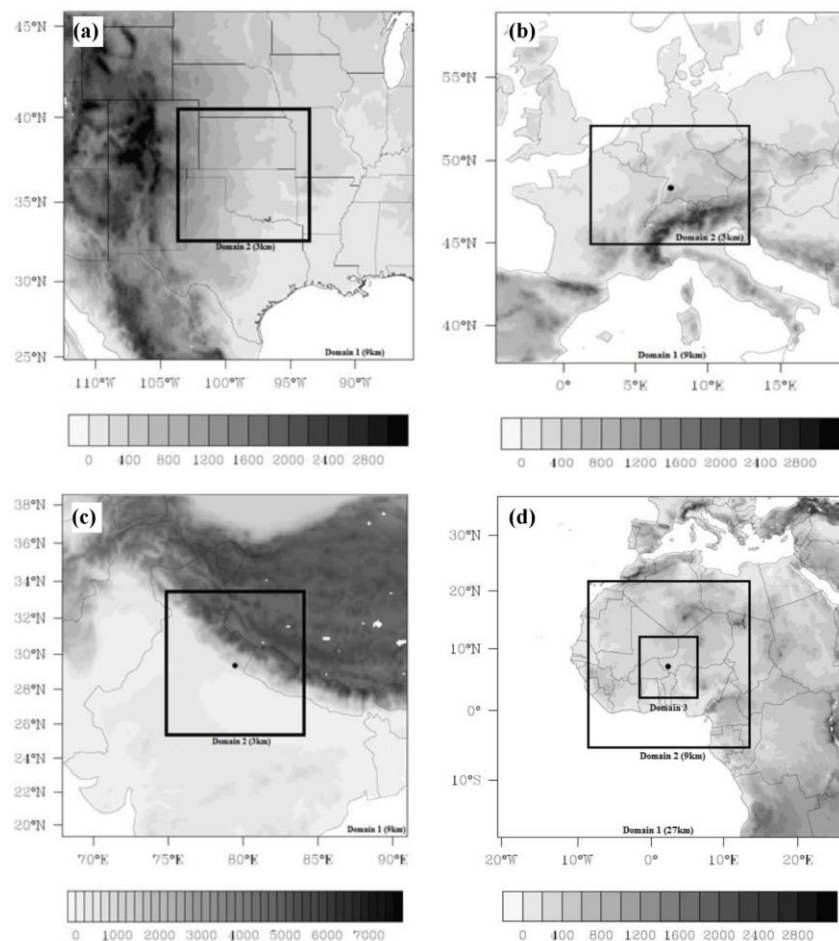 (a)
45°N
40°N
35°N
30°N
25°N
Domain 2 (3km)
Domain 1 (9km)
110°W 105°W 100°W 95°W 90°W
0 400 800 1200 1600 2000 2400 2800
(b)
55°N
50°N
45°N
40°N
Domain 2 (3km)
Domain 1 (9km)
0° 5°E 10°E 15°E
0 400 800 1200 1600 2000 2400 2800
(c)
38°N
36°N
34°N
32°N
30°N
28°N
26°N
24°N
22°N
20°N
Domain 2 (3km)
Domain 1 (9km)
70°E 75°E 80°E 85°E 90°E
0 1000 2000 3000 4000 5000 6000 7000
(d)
30°N
20°N
10°N
0°
10°S
Domain 3
Domain 2 (9km)
Domain 1 (27km)
20°W 10°W 0° 10°E 20°E
0 400 800 1200 1600 2000 2400 2800